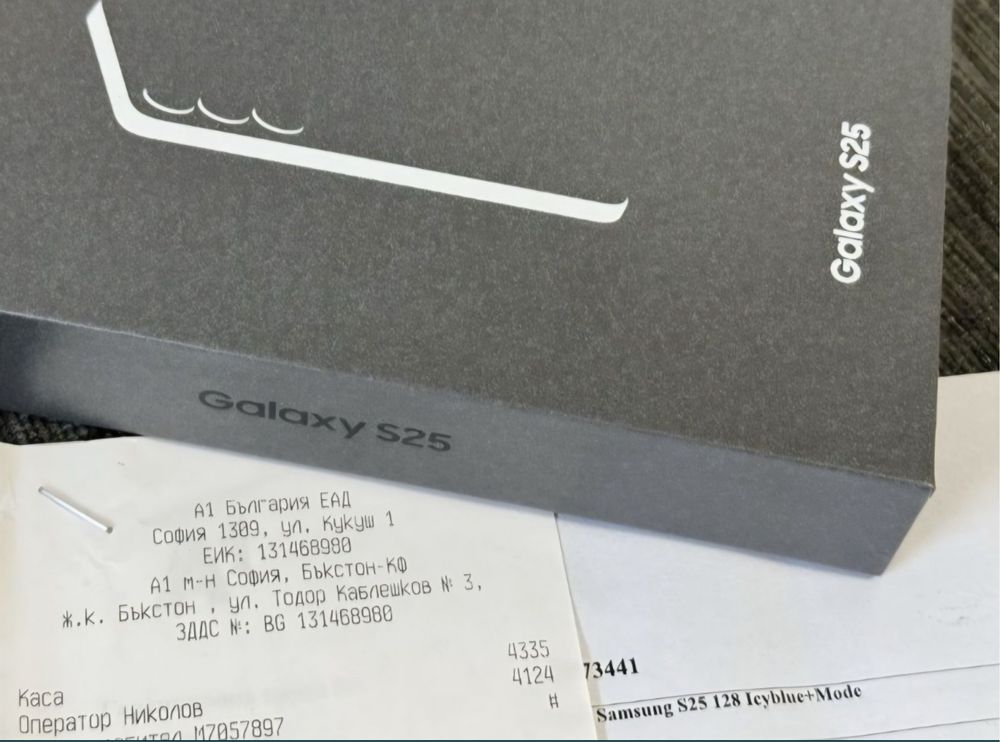 Galaxy S25
Galaxy S25
А1 България ЕАД
София 1309, ул. Кукуш 1
ЕИК: 131468980
А1 м-н София, Бъкстон-КФ
ж.к. Бъкстон , ул. Тодор Каблешков № 3,
ЗДДС №: BG 131468980
4335
Каса 4124
Оператор Николов #
М7057897
73441
Samsung S25 128 Icyblue+Mode